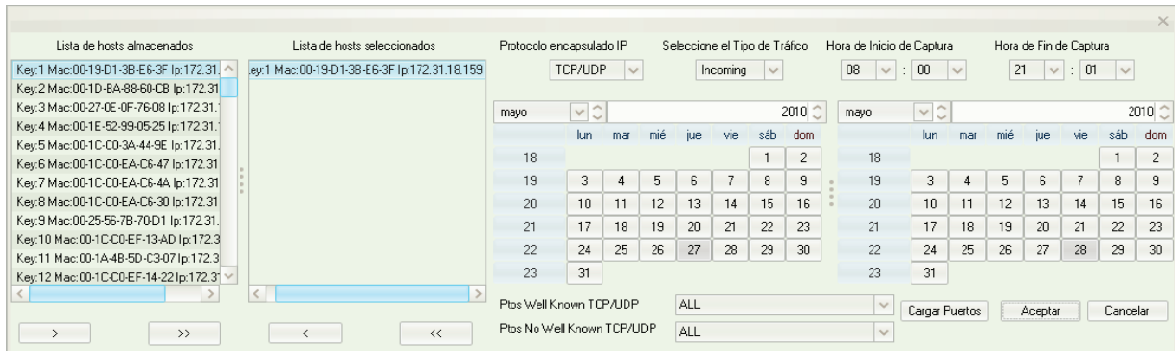 Lista de hosts almacenados
Lista de hosts seleccionados
Protocolo encapsulado IP
Seleccione el Tipo de Tráfico
Hora de Inicio de Captura
Hora de Fin de Captura
Key:1 Mac:00-19-D1-3B-E6-3F Ip:172.31.
Key:2 Mac:00-1D-BA-88-60-CB Ip:172.31
Key:3 Mac:00-27-0E-0F-76-08 Ip:172.31.
Key:4 Mac:00-1E-52-99-05-25 Ip:172.31.
Key:5 Mac:00-1C-C0-3A-44-9E Ip:172.31.
Key:6 Mac:00-1C-C0-EA-C6-47 Ip:172.31
Key:7 Mac:00-1C-C0-EA-C6-4A Ip:172.31
Key:8 Mac:00-1C-C0-EA-C6-30 Ip:172.31
Key:9 Mac:00-25-56-7B-70-D1 Ip:172.31.
Key:10 Mac:00-1C-C0-EF-13-AD Ip:172.3
Key:11 Mac:00-1A-4B-5D-C3-07 Ip:172.3
Key:12 Mac:00-1C-C0-EF-14-22 Ip:172.31
> >>
ey:1 Mac:00-19-D1-3B-E6-3F Ip:172.31.18.159
< <<
TCP/UDP
Incoming
08 : 00
21 : 01
mayo 2010
lun mar mié jue vie sáb dom
18 1 2
19 3 4 5 6 7 8 9
20 10 11 12 13 14 15 16
21 17 18 19 20 21 22 23
22 24 25 26 27 28 29 30
23 31
mayo 2010
lun mar mié jue vie sáb dom
18 1 2
19 3 4 5 6 7 8 9
20 10 11 12 13 14 15 16
21 17 18 19 20 21 22 23
22 24 25 26 27 28 29 30
23 31
Ptos Well Known TCP/UDP ALL
Ptos No Well Known TCP/UDP ALL
Cargar Puertos Aceptar Cancelar